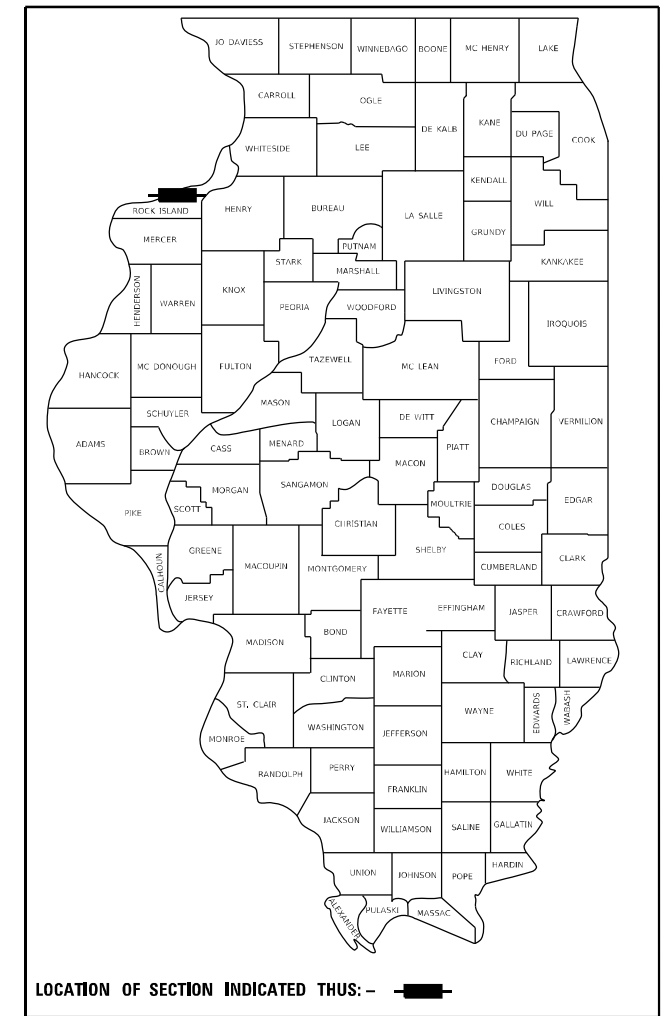 JO DAVIESS
STEPHENSON
WINNEBAGO
BOONE
MC HENRY
LAKE
CARROLL
OGLE
DE KALB
KANE
DU PAGE
COOK
WHITESIDE
LEE
KENDALL
WILL
ROCK ISLAND
HENRY
BUREAU
LA SALLE
GRUNDY
MERCER
PUTNAM
STARK
MARSHALL
KANKAKEE
HENDERSON
WARREN
KNOX
PEORIA
WOODFORD
LIVINGSTON
IROQUOIS
HANCOCK
MC DONOUGH
FULTON
TAZEWELL
MC LEAN
FORD
SCHUYLER
MASON
LOGAN
DE WITT
CHAMPAIGN
VERMILION
ADAMS
BROWN
CASS
MENARD
PIATT
MACON
PIKE
SCOTT
MORGAN
SANGAMON
MOULTRIE
DOUGLAS
EDGAR
CHRISTIAN
COLES
CALHOUN
GREENE
MACOUPIN
MONTGOMERY
SHELBY
CUMBERLAND
CLARK
JERSEY
FAYETTE
EFFINGHAM
JASPER
CRAWFORD
MADISON
BOND
CLAY
RICHLAND
LAWRENCE
CLINTON
MARION
ST. CLAIR
WAYNE
EDWARDS
WABASH
MONROE
WASHINGTON
JEFFERSON
RANDOLPH
PERRY
HAMILTON
WHITE
FRANKLIN
JACKSON
WILLIAMSON
SALINE
GALLATIN
UNION
JOHNSON
POPE
HARDIN
ALEXANDER
PULASKI
MASSAC
LOCATION OF SECTION INDICATED THUS: –